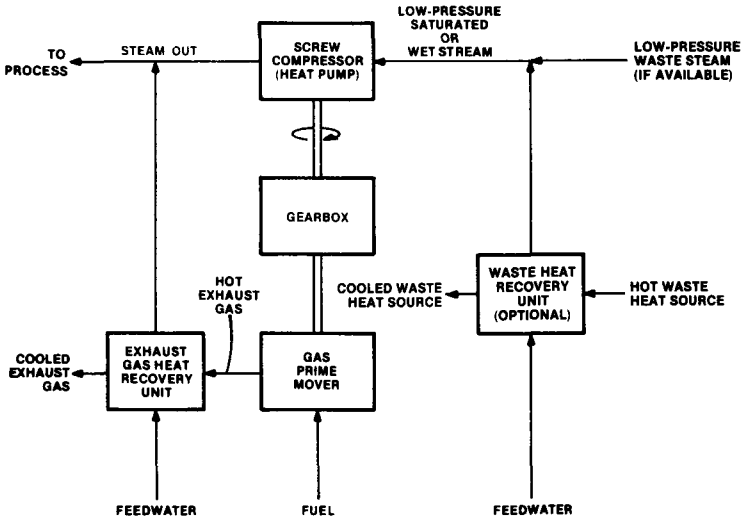 LOW-PRESSURE
SATURATED
OR
WET STREAM
TO
PROCESS
STEAM OUT
SCREW
COMPRESSOR
(HEAT PUMP)
LOW-PRESSURE
WASTE STEAM
(IF AVAILABLE)
GEARBOX
HOT
EXHAUST
GAS
COOLED WASTE
HEAT SOURCE
WASTE HEAT
RECOVERY
UNIT
(OPTIONAL)
HOT WASTE
HEAT SOURCE
COOLED
EXHAUST
GAS
EXHAUST
GAS HEAT
RECOVERY
UNIT
GAS
PRIME
MOVER
FEEDWATER
FUEL
FEEDWATER